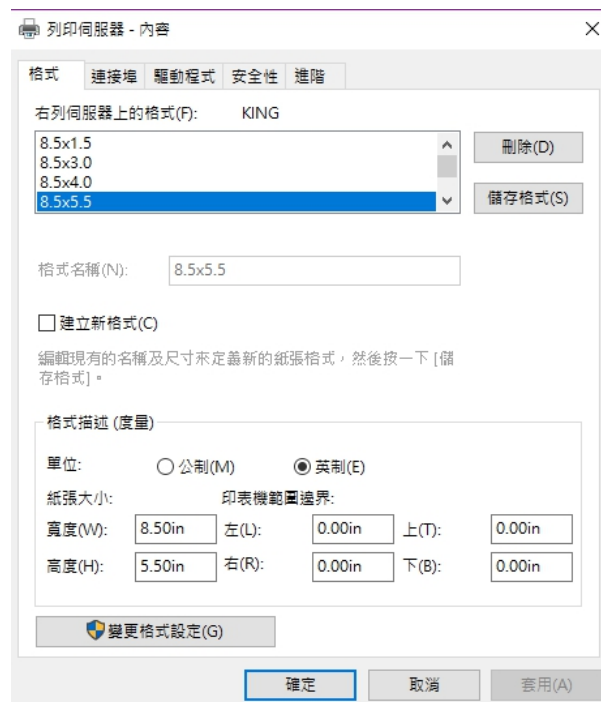 列印伺服器 - 內容
格式 連接埠 驅動程式 安全性 進階
右列伺服器上的格式(F): KING
8.5x1.5
8.5x3.0
8.5x4.0
8.5x5.5
刪除(D)
儲存格式(S)
格式名稱(N): 8.5x5.5
建立新格式(C)
編輯現有的名稱及尺寸來定義新的紙張格式，然後按一下 [儲
存格式]。
格式描述 (度量)
單位: 公制(M) 英制(E)
紙張大小: 印表機範圍邊界:
寬度(W): 8.50in 左(L): 0.00in 上(T): 0.00in
高度(H): 5.50in 右(R): 0.00in 下(B): 0.00in
變更格式設定(G)
確定 取消 套用(A)